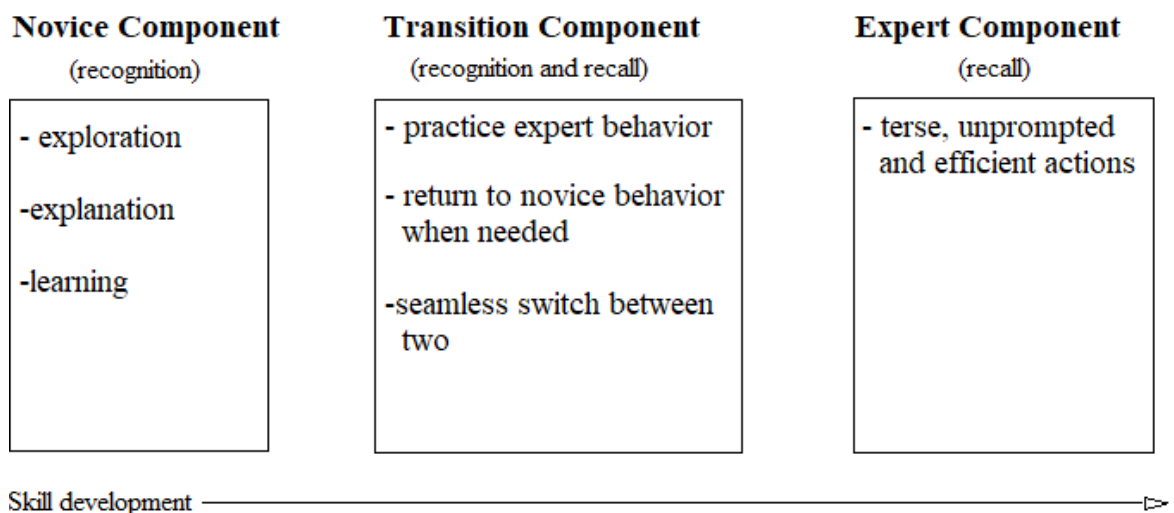 Novice Component
(recognition)
- exploration
-explanation
-learning
Transition Component
(recognition and recall)
- practice expert behavior
- return to novice behavior
when needed
-seamless switch between
two
Expert Component
(recall)
- terse, unprompted
and efficient actions
Skill development